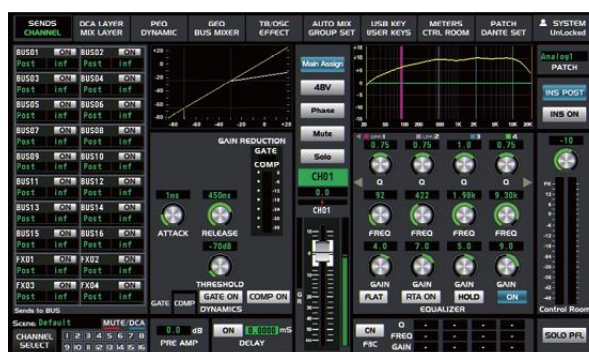 SENDS DCA LAYER PEQ GEO TB/OSC AUTO MIX USB KEY METERS PATCH SYSTEM
CHANNEL MIX LAYER DYNAMIC BUS MIXER EFFECT GROUP SET USER KEYS CTRL ROOM DANTE SET UnLocked
BUS01 ON BUS02 ON
Post inf Post inf
BUS03 ON BUS04 ON
Post inf Post inf
BUS05 ON BUS06 ON
Post inf Post inf
BUS07 ON BUS08 ON
Post inf Post inf
BUS09 ON BUS10 ON
Post inf Post inf
BUS11 ON BUS12 ON
Post inf Post inf
BUS13 ON BUS14 ON
Post inf Post inf
BUS15 ON BUS16 ON
Post inf Post inf
FX01 ON FX02 ON
Post inf Post inf
FX03 ON FX04 ON
Post inf Post inf
Sends to BUS
Scene: Default MUTE/DCA
CHANNEL 1 2 3 4 5 6 7 8
SELECT 9 10 11 12 13 14 15 16
GAIN REDUCTION
GATE
COMP
1ms 450ms
ATTACK RELEASE
-70dB
THRESHOLD
GATE COMP GATE ON COMP ON
DYNAMICS
0.0 dB
PRE AMP
ON 0.0000 mS
DELAY
Main Assign
48V
Phase
Mute
Solo
CH01
0.0
CH01
0.75 0.75 1.0 0.75
Q Q Q Q
92 422 1.98k 9.30k
FREQ FREQ FREQ FREQ
4.0 7.0 5.0 9.0
GAIN GAIN GAIN GAIN
FLAT RTA ON HOLD ON
EQUALIZER
CN Q
FREQ
FBC GAIN
Analog1
PATCH
INS POST
INS ON
-10
Control Room
SOLO PFL